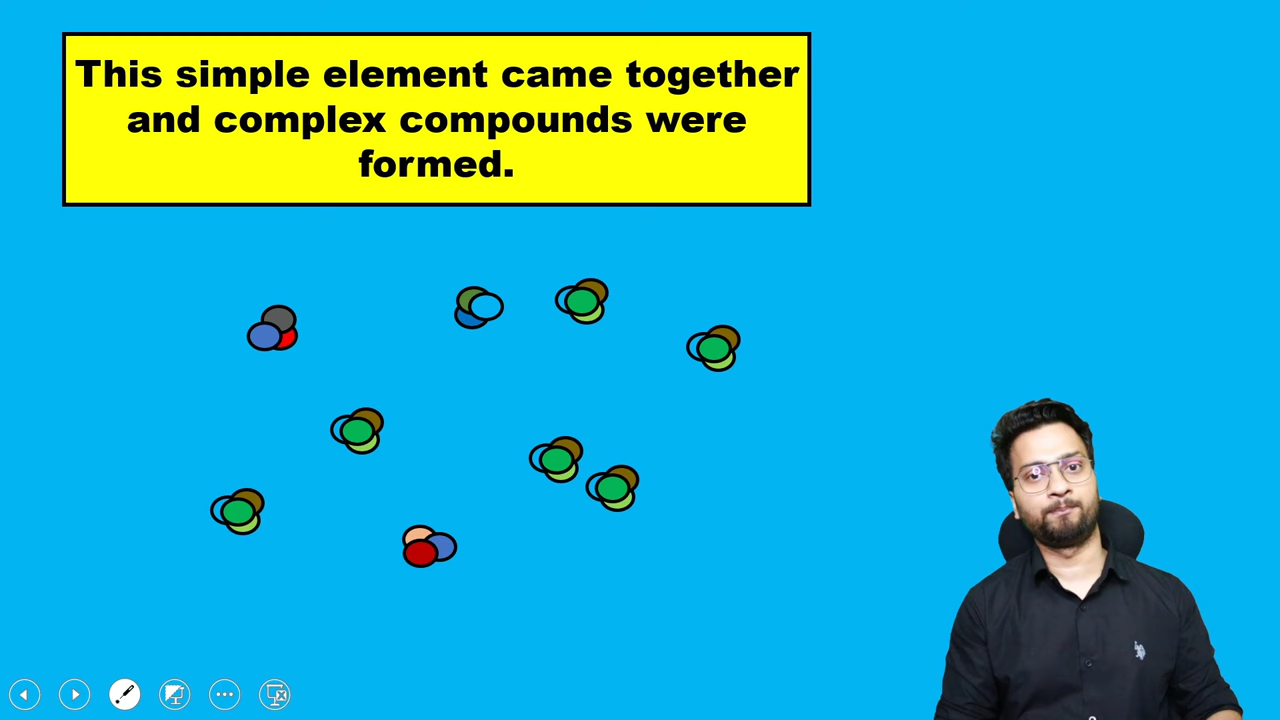 This simple element came together
and complex compounds were
formed.